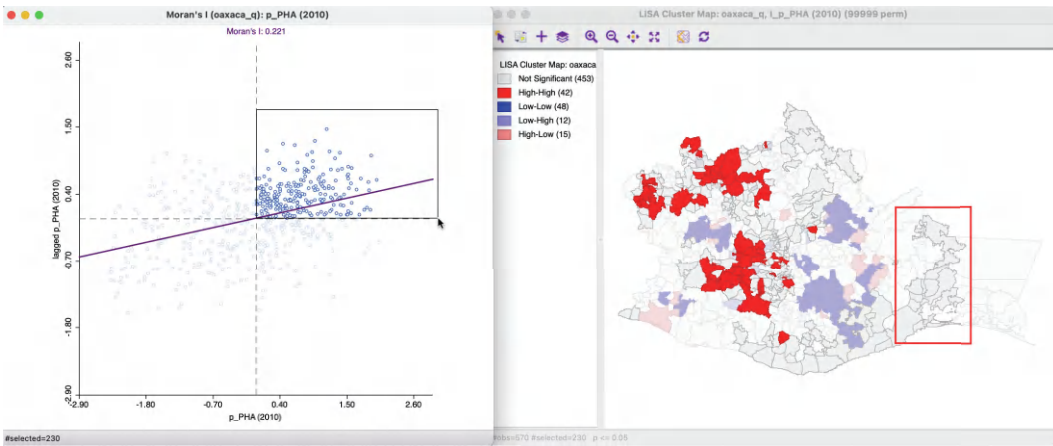 Moran's I (oaxaca_q): p_PHA (2010)
Moran's I: 0.221
2.60
1.50
0.40
-0.70
-1.80
-2.90
lagged p_PHA (2010)
-2.90
-1.80
-0.70
0.40
1.50
2.60
p_PHA (2010)
#selected=230
LISA Cluster Map: oaxaca_q, I_p_PHA (2010) (99999 perm)
LISA Cluster Map: oaxaca
Not Significant (453)
High-High (42)
Low-Low (48)
Low-High (12)
High-Low (15)
#obs=570 #selected=230 p <= 0.05